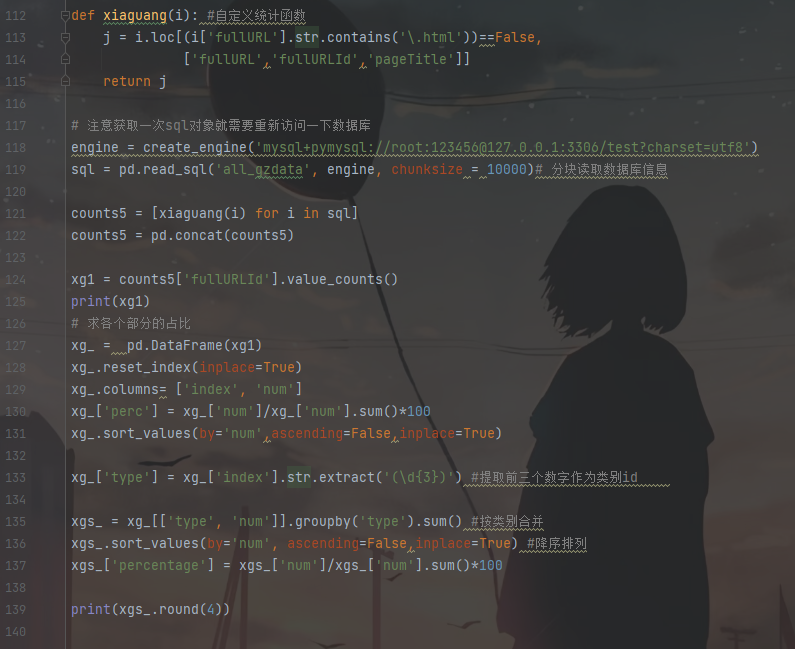 112 def xiaguang(i): #自定义统计函数
113     j = i.loc[(i['fullURL'].str.contains('\.html'))==False,
114               ['fullURL','fullURLId','pageTitle']]
115     return j
116
117 # 注意获取一次sql对象就需要重新访问一下数据库
118 engine = create_engine('mysql+pymysql://root:123456@127.0.0.1:3306/test?charset=utf8')
119 sql = pd.read_sql('all_gzdata', engine, chunksize = 10000)# 分块读取数据库信息
120
121 counts5 = [xiaguang(i) for i in sql]
122 counts5 = pd.concat(counts5)
123
124 xg1 = counts5['fullURLId'].value_counts()
125 print(xg1)
126 # 求各个部分的占比
127 xg_ =  pd.DataFrame(xg1)
128 xg_.reset_index(inplace=True)
129 xg_.columns= ['index', 'num']
130 xg_['perc'] = xg_['num']/xg_['num'].sum()*100
131 xg_.sort_values(by='num',ascending=False,inplace=True)
132
133 xg_['type'] = xg_['index'].str.extract('(\d{3})') #提取前三个数字作为类别id
134
135 xgs_ = xg_[['type', 'num']].groupby('type').sum() #按类别合并
136 xgs_.sort_values(by='num', ascending=False,inplace=True) #降序排列
137 xgs_['percentage'] = xgs_['num']/xgs_['num'].sum()*100
138
139 print(xgs_.round(4))
140